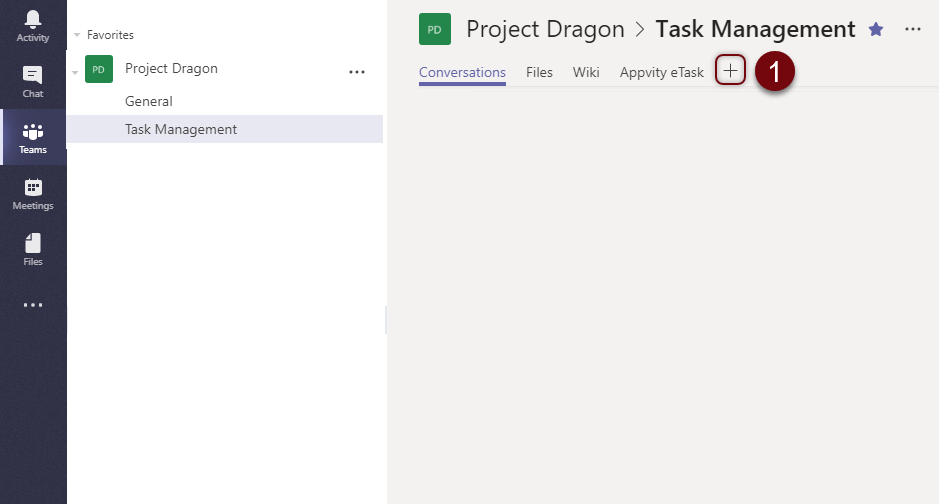 Activity
Chat
Teams
Meetings
Files
Favorites
PD Project Dragon
General
Task Management
PD Project Dragon > Task Management
Conversations Files Wiki Appvity eTask + 1